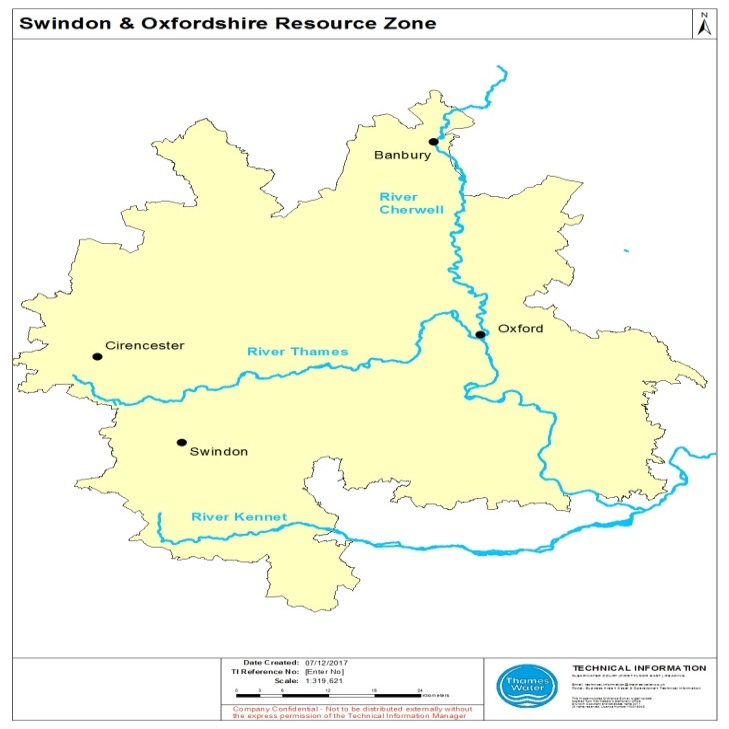 Swindon & Oxfordshire Resource Zone
N
Banbury
River
Cherwell
Oxford
Cirencester
River Thames
Swindon
River Kennet
Date Created: 07/12/2017
TI Reference No: [Enter No]
Scale: 1 319,621
0 3 6 12 18 24
Kilometers
Company Confidential - Not to be distributed externally without
the express permission of the Technical Information Manager
Thames
Water
TECHNICAL INFORMATION